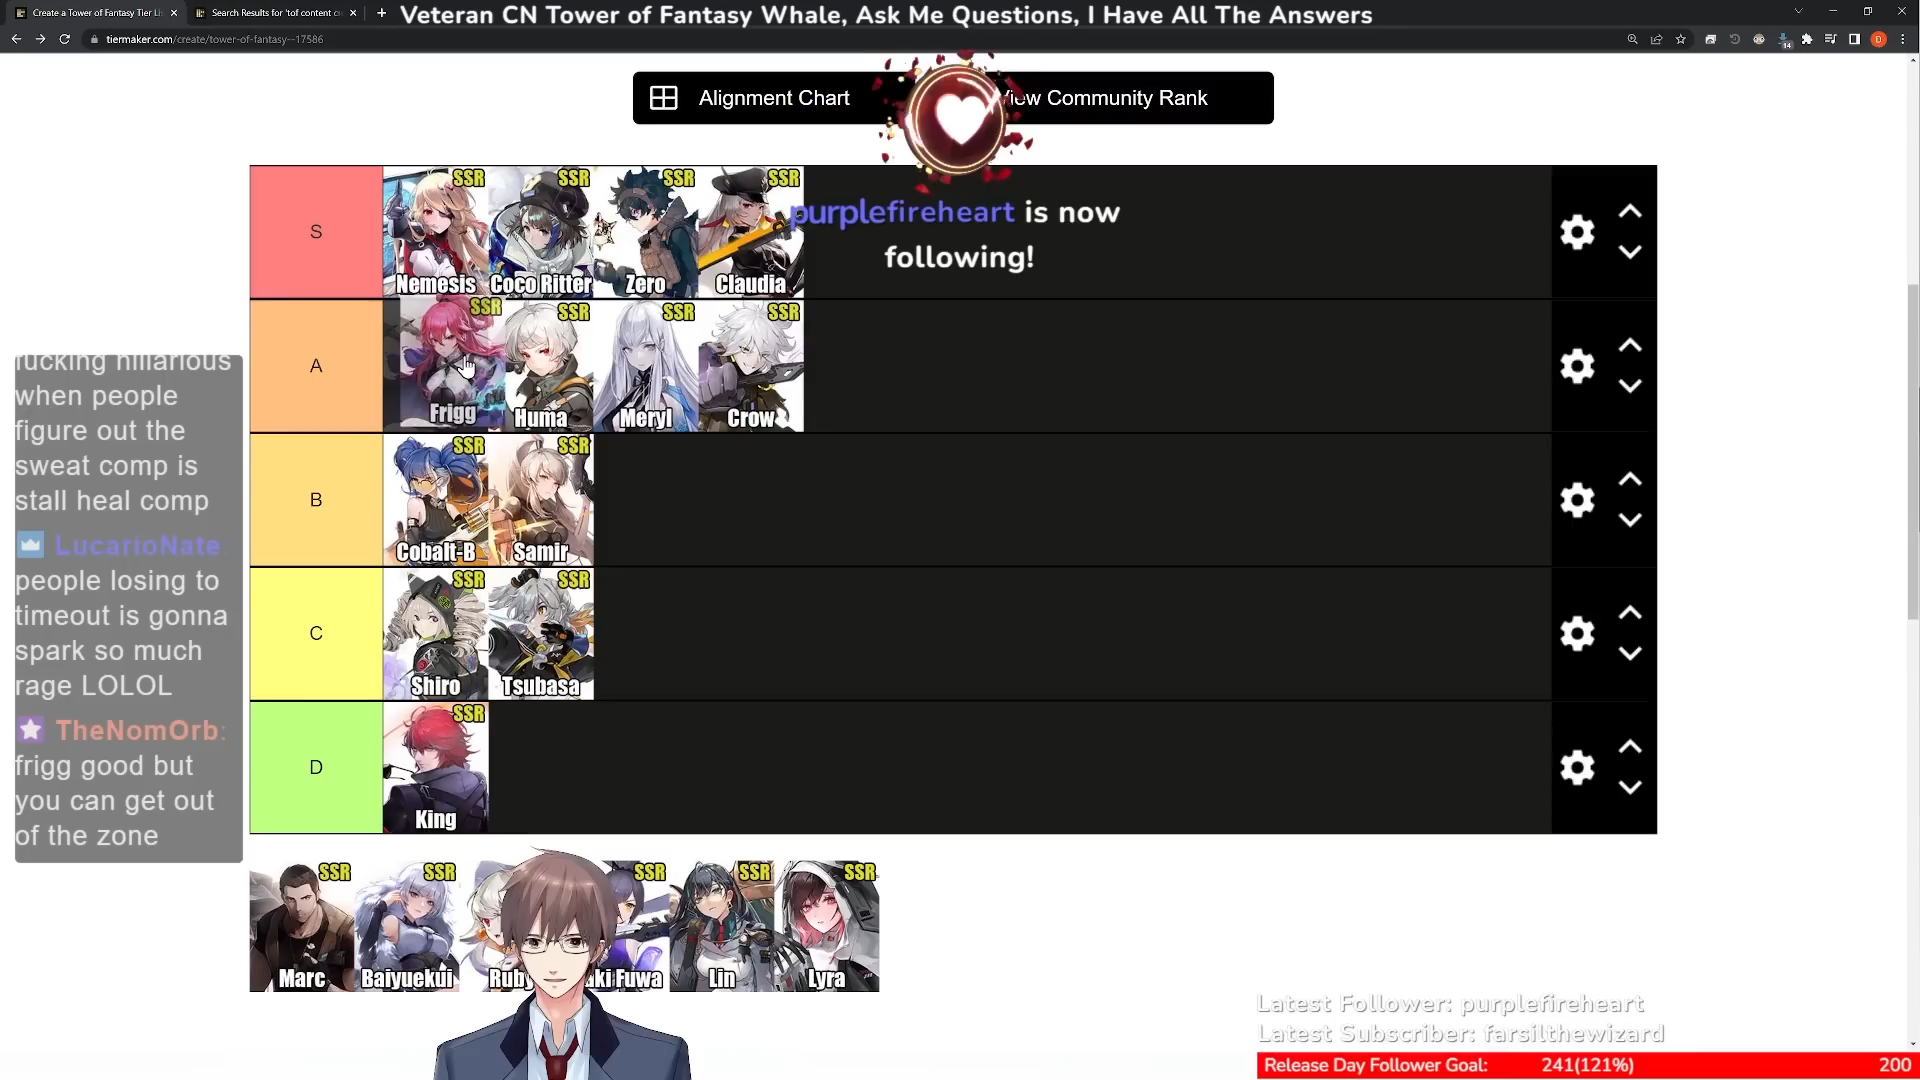 Create a Tower of Fantasy Tier Li
Search Results for 'tof content c
Veteran CN Tower of Fantasy Whale, Ask Me Questions, I Have All The Answers
tiermaker.com/create/tower-of-fantasy--17586
14
D
Alignment Chart
View Community Rank
purplefireheart is now
following!
S
SSR
Nemesis
SSR
Coco Ritter
SSR
Zero
SSR
Claudia
A
SSR
Frigg
SSR
Huma
SSR
Meryl
SSR
Crow
B
SSR
Cobalt-B
SSR
Samir
C
SSR
Shiro
SSR
Tsubasa
D
SSR
King
fucking hillarious
when people
figure out the
sweat comp is
stall heal comp
LucarioNate:
people losing to
timeout is gonna
spark so much
rage LOLOL
TheNomOrb:
frigg good but
you can get out
of the zone
SSR
Marc
SSR
Baiyuekui
Ruby
SSR
ki Fuwa
SSR
Lin
SSR
Lyra
Latest Follower: purplefireheart
Latest Subscriber: farsilthewizard
Release Day Follower Goal: 241(121%) 200